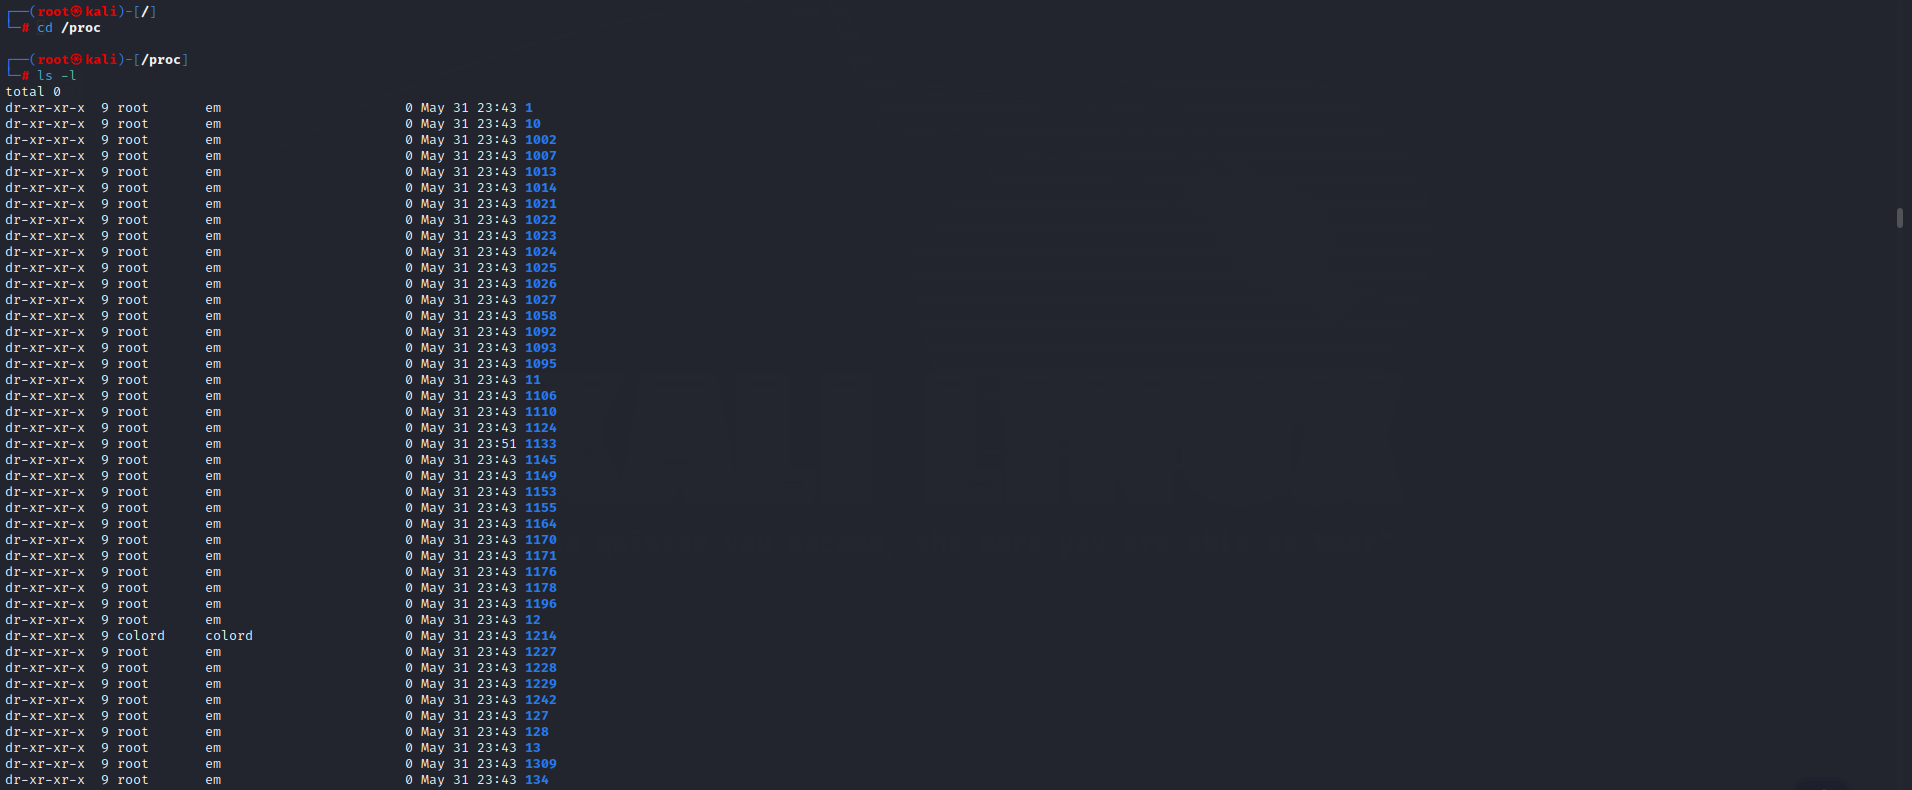 ┌──(root㉿kali)-[/]
└─# cd /proc
┌──(root㉿kali)-[/proc]
└─# ls -l
total 0
dr-xr-xr-x  9 root       em                       0 May 31 23:43 1
dr-xr-xr-x  9 root       em                       0 May 31 23:43 10
dr-xr-xr-x  9 root       em                       0 May 31 23:43 1002
dr-xr-xr-x  9 root       em                       0 May 31 23:43 1007
dr-xr-xr-x  9 root       em                       0 May 31 23:43 1013
dr-xr-xr-x  9 root       em                       0 May 31 23:43 1014
dr-xr-xr-x  9 root       em                       0 May 31 23:43 1021
dr-xr-xr-x  9 root       em                       0 May 31 23:43 1022
dr-xr-xr-x  9 root       em                       0 May 31 23:43 1023
dr-xr-xr-x  9 root       em                       0 May 31 23:43 1024
dr-xr-xr-x  9 root       em                       0 May 31 23:43 1025
dr-xr-xr-x  9 root       em                       0 May 31 23:43 1026
dr-xr-xr-x  9 root       em                       0 May 31 23:43 1027
dr-xr-xr-x  9 root       em                       0 May 31 23:43 1058
dr-xr-xr-x  9 root       em                       0 May 31 23:43 1092
dr-xr-xr-x  9 root       em                       0 May 31 23:43 1093
dr-xr-xr-x  9 root       em                       0 May 31 23:43 1095
dr-xr-xr-x  9 root       em                       0 May 31 23:43 11
dr-xr-xr-x  9 root       em                       0 May 31 23:43 1106
dr-xr-xr-x  9 root       em                       0 May 31 23:43 1110
dr-xr-xr-x  9 root       em                       0 May 31 23:43 1124
dr-xr-xr-x  9 root       em                       0 May 31 23:51 1133
dr-xr-xr-x  9 root       em                       0 May 31 23:43 1145
dr-xr-xr-x  9 root       em                       0 May 31 23:43 1149
dr-xr-xr-x  9 root       em                       0 May 31 23:43 1153
dr-xr-xr-x  9 root       em                       0 May 31 23:43 1155
dr-xr-xr-x  9 root       em                       0 May 31 23:43 1164
dr-xr-xr-x  9 root       em                       0 May 31 23:43 1170
dr-xr-xr-x  9 root       em                       0 May 31 23:43 1171
dr-xr-xr-x  9 root       em                       0 May 31 23:43 1176
dr-xr-xr-x  9 root       em                       0 May 31 23:43 1178
dr-xr-xr-x  9 root       em                       0 May 31 23:43 1196
dr-xr-xr-x  9 root       em                       0 May 31 23:43 12
dr-xr-xr-x  9 colord     colord                   0 May 31 23:43 1214
dr-xr-xr-x  9 root       em                       0 May 31 23:43 1227
dr-xr-xr-x  9 root       em                       0 May 31 23:43 1228
dr-xr-xr-x  9 root       em                       0 May 31 23:43 1229
dr-xr-xr-x  9 root       em                       0 May 31 23:43 1242
dr-xr-xr-x  9 root       em                       0 May 31 23:43 127
dr-xr-xr-x  9 root       em                       0 May 31 23:43 128
dr-xr-xr-x  9 root       em                       0 May 31 23:43 13
dr-xr-xr-x  9 root       em                       0 May 31 23:43 1309
dr-xr-xr-x  9 root       em                       0 May 31 23:43 134